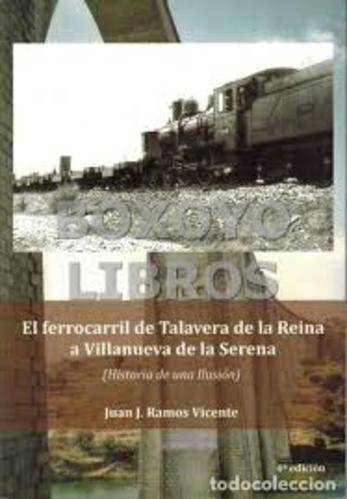 BOXOYO
LIBROS
El ferrocarril de Talavera de la Reina
a Villanueva de la Serena
[Historia de una Ilusión]
Juan J. Ramos Vicente
4ª edición
todocoleccion